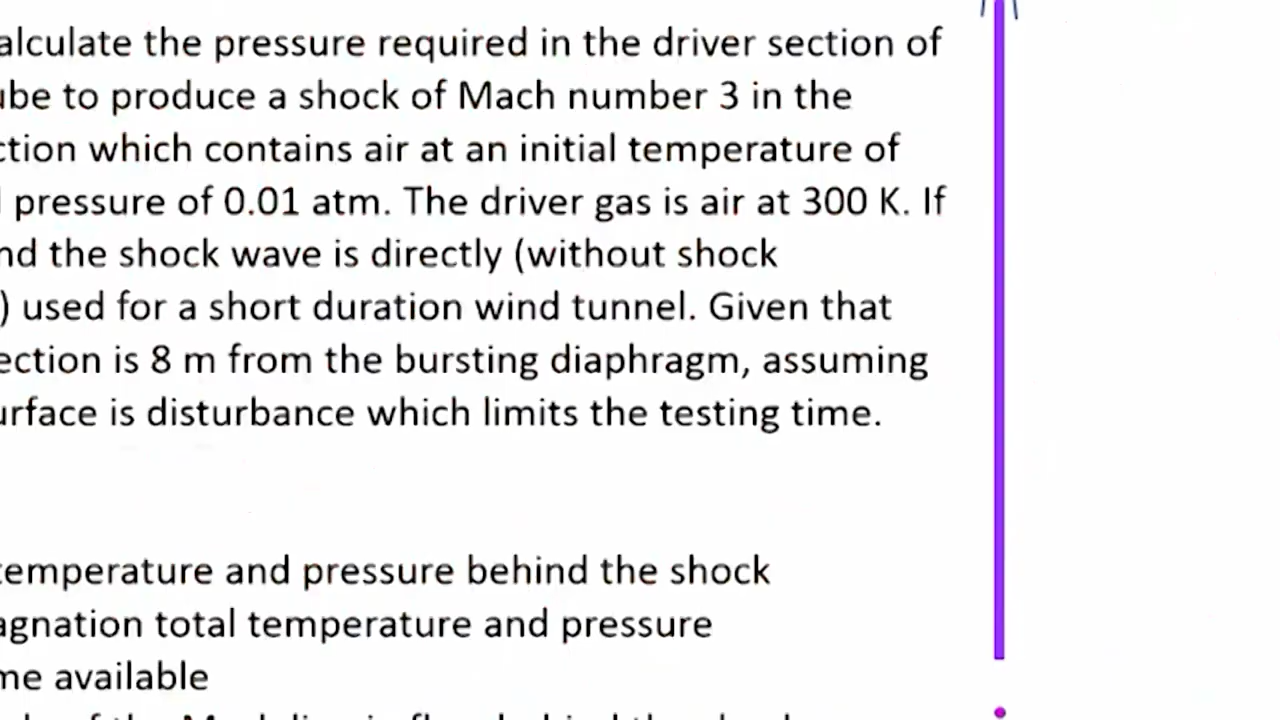 alculate the pressure required in the driver section of
ube to produce a shock of Mach number 3 in the
ction which contains air at an initial temperature of
pressure of 0.01 atm. The driver gas is air at 300 K. If
nd the shock wave is directly (without shock
) used for a short duration wind tunnel. Given that
ection is 8 m from the bursting diaphragm, assuming
urface is disturbance which limits the testing time.
temperature and pressure behind the shock
agnation total temperature and pressure
me available